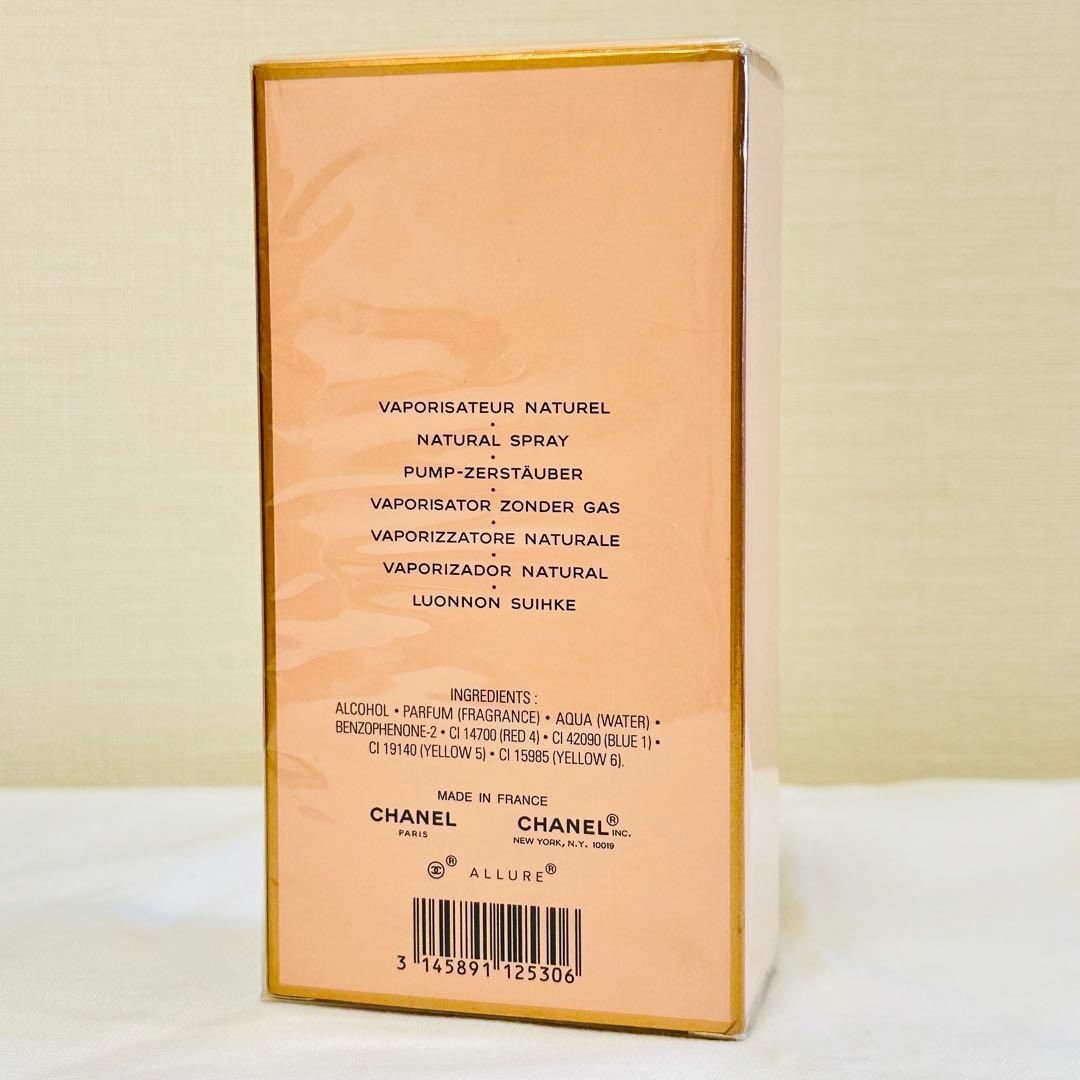 VAPORISATEUR NATUREL
•
NATURAL SPRAY
•
PUMP-ZERSTÄUBER
•
VAPORISATOR ZONDER GAS
•
VAPORIZZATORE NATURALE
•
VAPORIZADOR NATURAL
•
LUONNON SUIHKE
INGREDIENTS :
ALCOHOL • PARFUM (FRAGRANCE) • AQUA (WATER) •
BENZOPHENONE-2 • CI 14700 (RED 4) • CI 42090 (BLUE 1) •
CI 19140 (YELLOW 5) • CI 15985 (YELLOW 6).
MADE IN FRANCE
CHANEL CHANEL® INC.
PARIS NEW YORK, N.Y. 10019
® ALLURE®
3 145891 125306